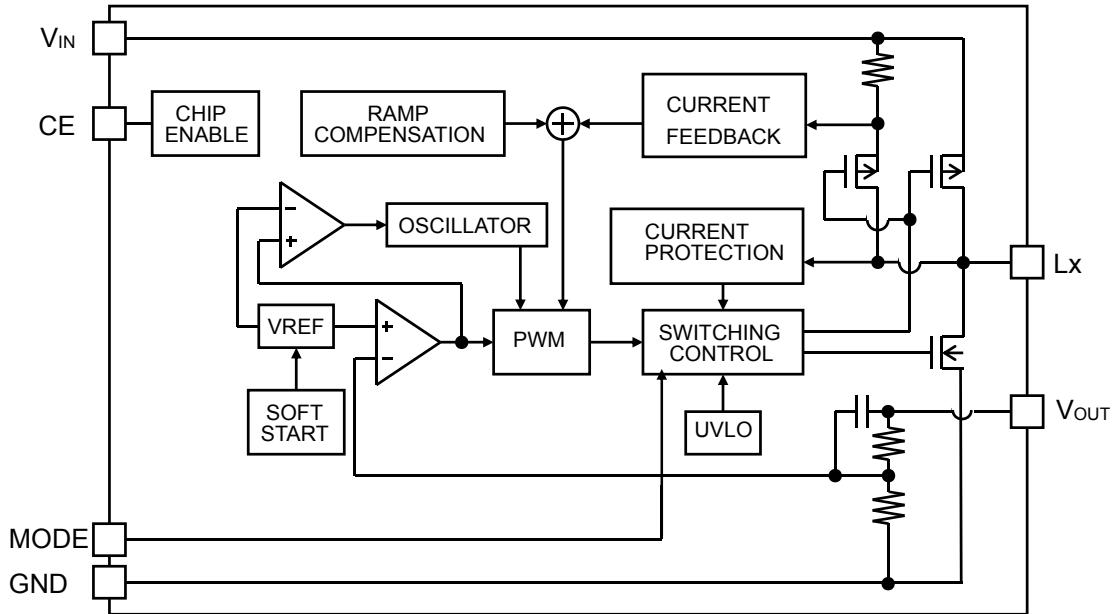 VIN
CE
CHIP
ENABLE
RAMP
COMPENSATION
+
CURRENT
FEEDBACK
-
+
OSCILLATOR
CURRENT
PROTECTION
Lx
VREF
+
-
PWM
SWITCHING
CONTROL
SOFT
START
UVLO
VOUT
MODE
GND